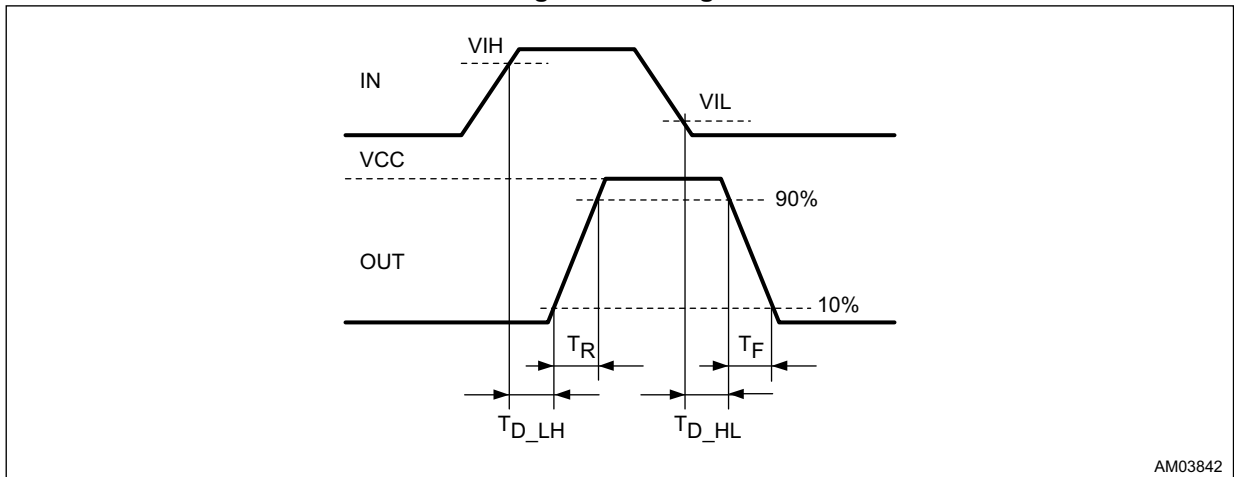 VIH
IN
VIL
VCC
90%
OUT
10%
TR
TF
TD_LH
TD_HL
AM03842